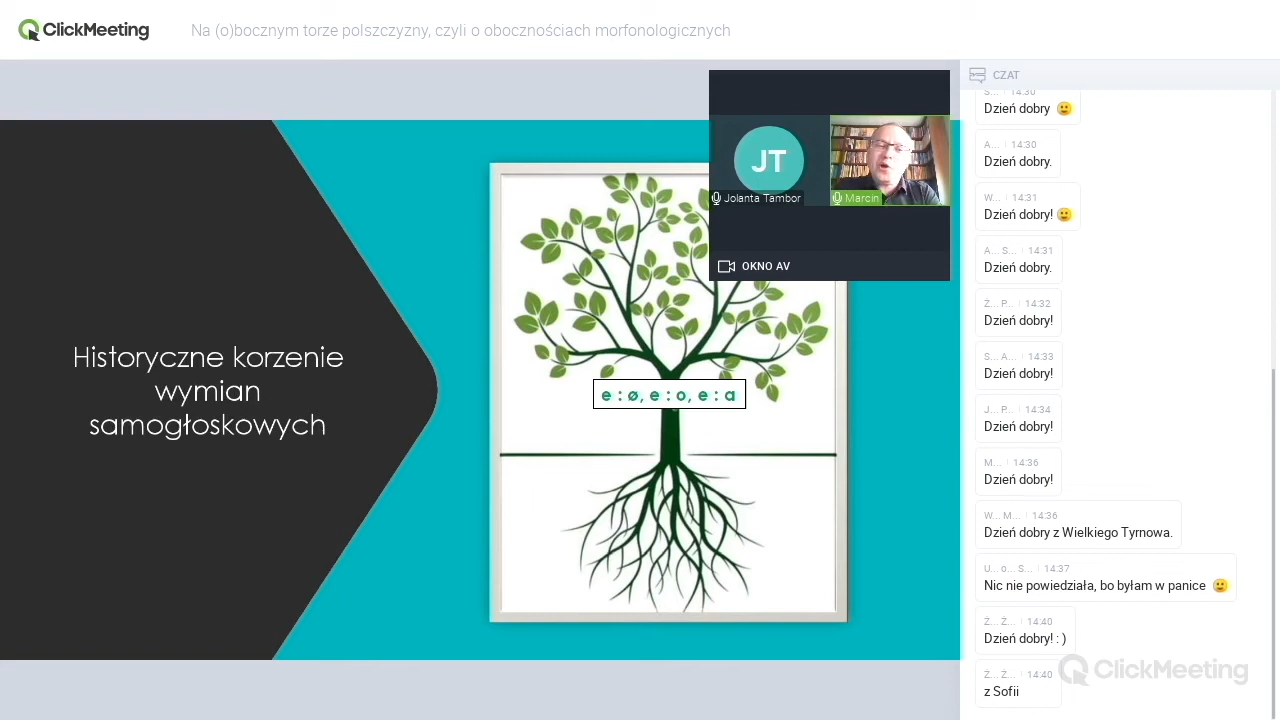 ClickMeeting
Na (o)bocznym torze polszczyzny, czyli o obocznościach morfonologicznych
Historyczne korzenie
wymian
samogłoskowych
e : ø, e : o, e : a
JT
Jolanta Tambor
Marcin
OKNO AV
CZAT
S... 14:30
Dzień dobry 🙂
A... 14:30
Dzień dobry.
W... 14:31
Dzień dobry! 🙂
A... S... 14:31
Dzień dobry.
Ż... P... 14:32
Dzień dobry!
S... A... 14:33
Dzień dobry!
J... P... 14:34
Dzień dobry!
M... 14:36
Dzień dobry!
W... M... 14:36
Dzień dobry z Wielkiego Tyrnowa.
U... o... S... 14:37
Nic nie powiedziała, bo byłam w panice 🙂
Ż... Ż... 14:40
Dzień dobry! : )
Ż... Ż... 14:40
z Sofii
ClickMeeting